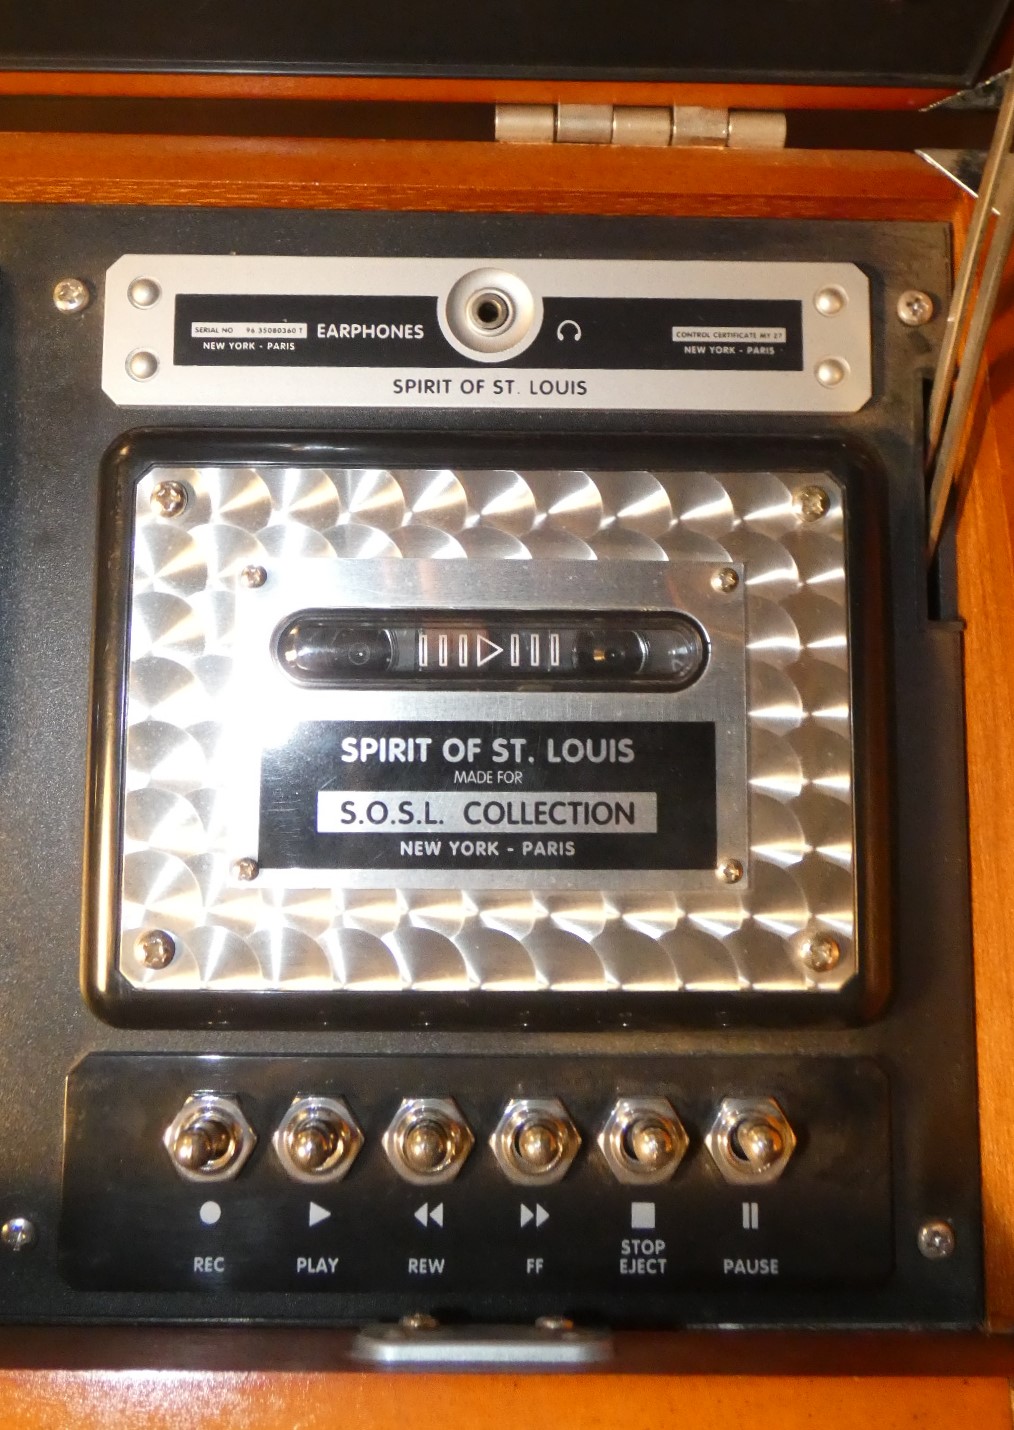 SERIAL NO 96 35080360 T
NEW YORK - PARIS
EARPHONES
CONTROL CERTIFICATE MY 27
NEW YORK - PARIS
SPIRIT OF ST. LOUIS
SPIRIT OF ST. LOUIS
MADE FOR
S.O.S.L. COLLECTION
NEW YORK - PARIS
REC
PLAY
REW
FF
STOP
EJECT
PAUSE